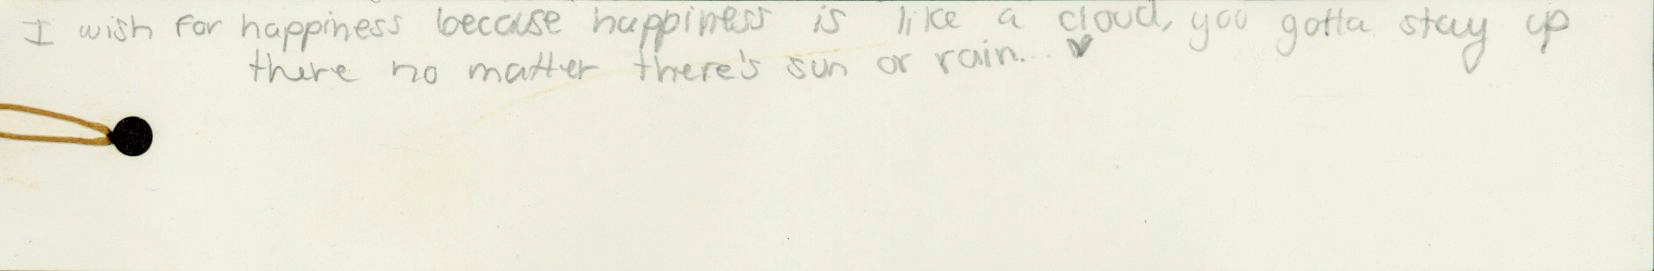 I wish for happiness because happiness is like a cloud, you gotta stay up
there no matter there's sun or rain... ♥